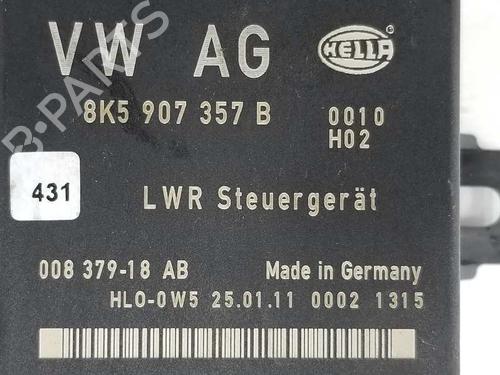 VW AG HELLA
8K5 907 357 B 0010
H02
431
LWR Steuergerät
008 379-18 AB Made in Germany
HLO-0W5 25.01.11 0002 1315
B-PARTS